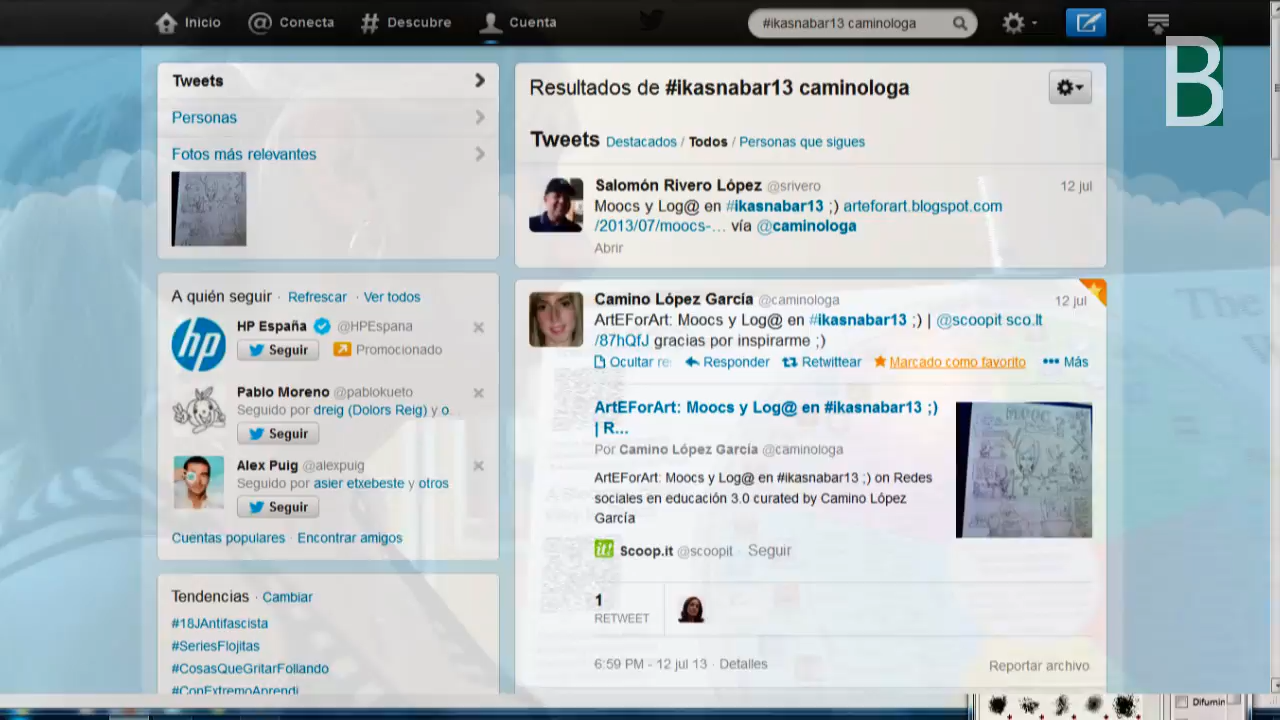 Inicio
Conecta
Descubre
Cuenta
#ikasnabar13 caminologa
B
Tweets
Personas
Fotos más relevantes
A quién seguir · Refrescar · Ver todos
HP España @HPEspana
Seguir
Promocionado
Pablo Moreno @pablokueto
Seguido por dreig (Dolors Reig) y o...
Seguir
Alex Puig @alexpuig
Seguido por asier etxebeste y otros
Seguir
Cuentas populares · Encontrar amigos
Tendencias · Cambiar
#18JAntifascista
#SeriesFlojitas
#CosasQueGritarFollando
#ConExtremoAprendi
Resultados de #ikasnabar13 caminologa
Tweets Destacados / Todos / Personas que sigues
Salomón Rivero López @srivero 12 jul
Moocs y Log@ en #ikasnabar13 ;) arteforart.blogspot.com
/2013/07/moocs-... vía @caminologa
Abrir
Camino López García @caminologa 12 jul
ArtEForArt: Moocs y Log@ en #ikasnabar13 ;) | @scoopit sco.lt
/87hQfJ gracias por inspirarme ;)
Ocultar re Responder Retwittear Marcado como favorito Más
ArtEForArt: Moocs y Log@ en #ikasnabar13 ;)
| R...
Por Camino López García @caminologa
ArtEForArt: Moocs y Log@ en #ikasnabar13 ;) on Redes
sociales en educación 3.0 curated by Camino López
García
it! Scoop.it @scoopit · Seguir
MOOC
1
RETWEET
6:59 PM - 12 jul 13 · Detalles
Reportar archivo
The
Difumin